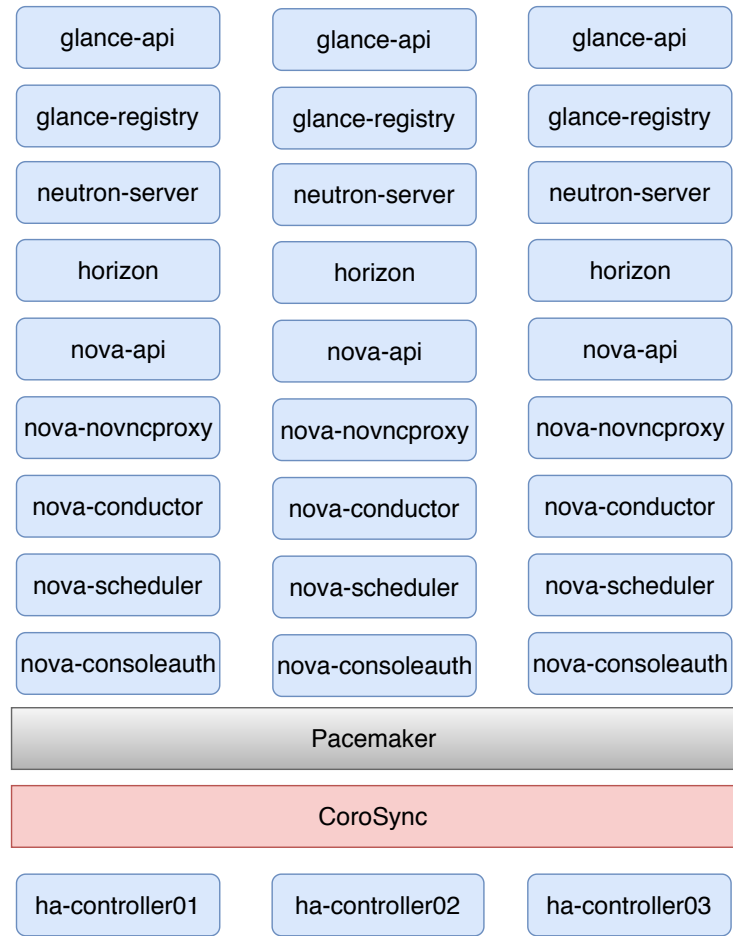 glance-api glance-api glance-api
glance-registry glance-registry glance-registry
neutron-server neutron-server neutron-server
horizon horizon horizon
nova-api nova-api nova-api
nova-novncproxy nova-novncproxy nova-novncproxy
nova-conductor nova-conductor nova-conductor
nova-scheduler nova-scheduler nova-scheduler
nova-consoleauth nova-consoleauth nova-consoleauth
Pacemaker
CoroSync
ha-controller01 ha-controller02 ha-controller03